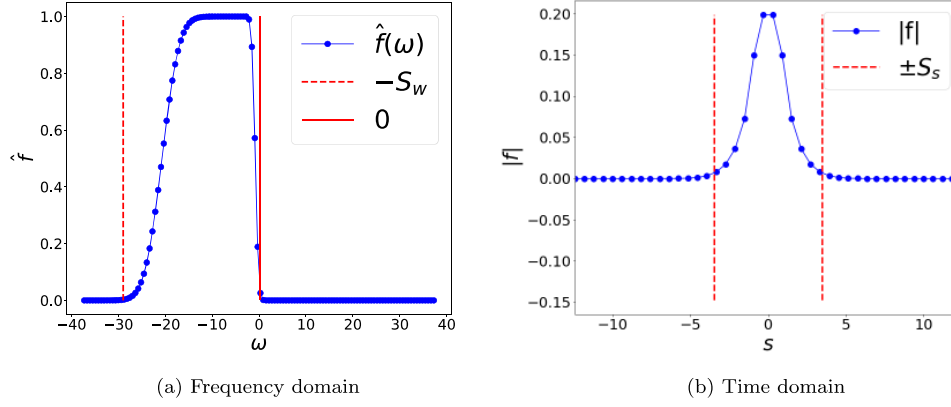 1.0
0.8
0.6
0.4
0.2
0.0
f̂
−40 −30 −20 −10 0 10 20 30 40
ω
f̂(ω)
−S_w
0
(a) Frequency domain
0.20
0.15
0.10
0.05
0.00
−0.05
−0.10
−0.15
|f|
−10 −5 0 5 10
s
|f|
±S_s
(b) Time domain